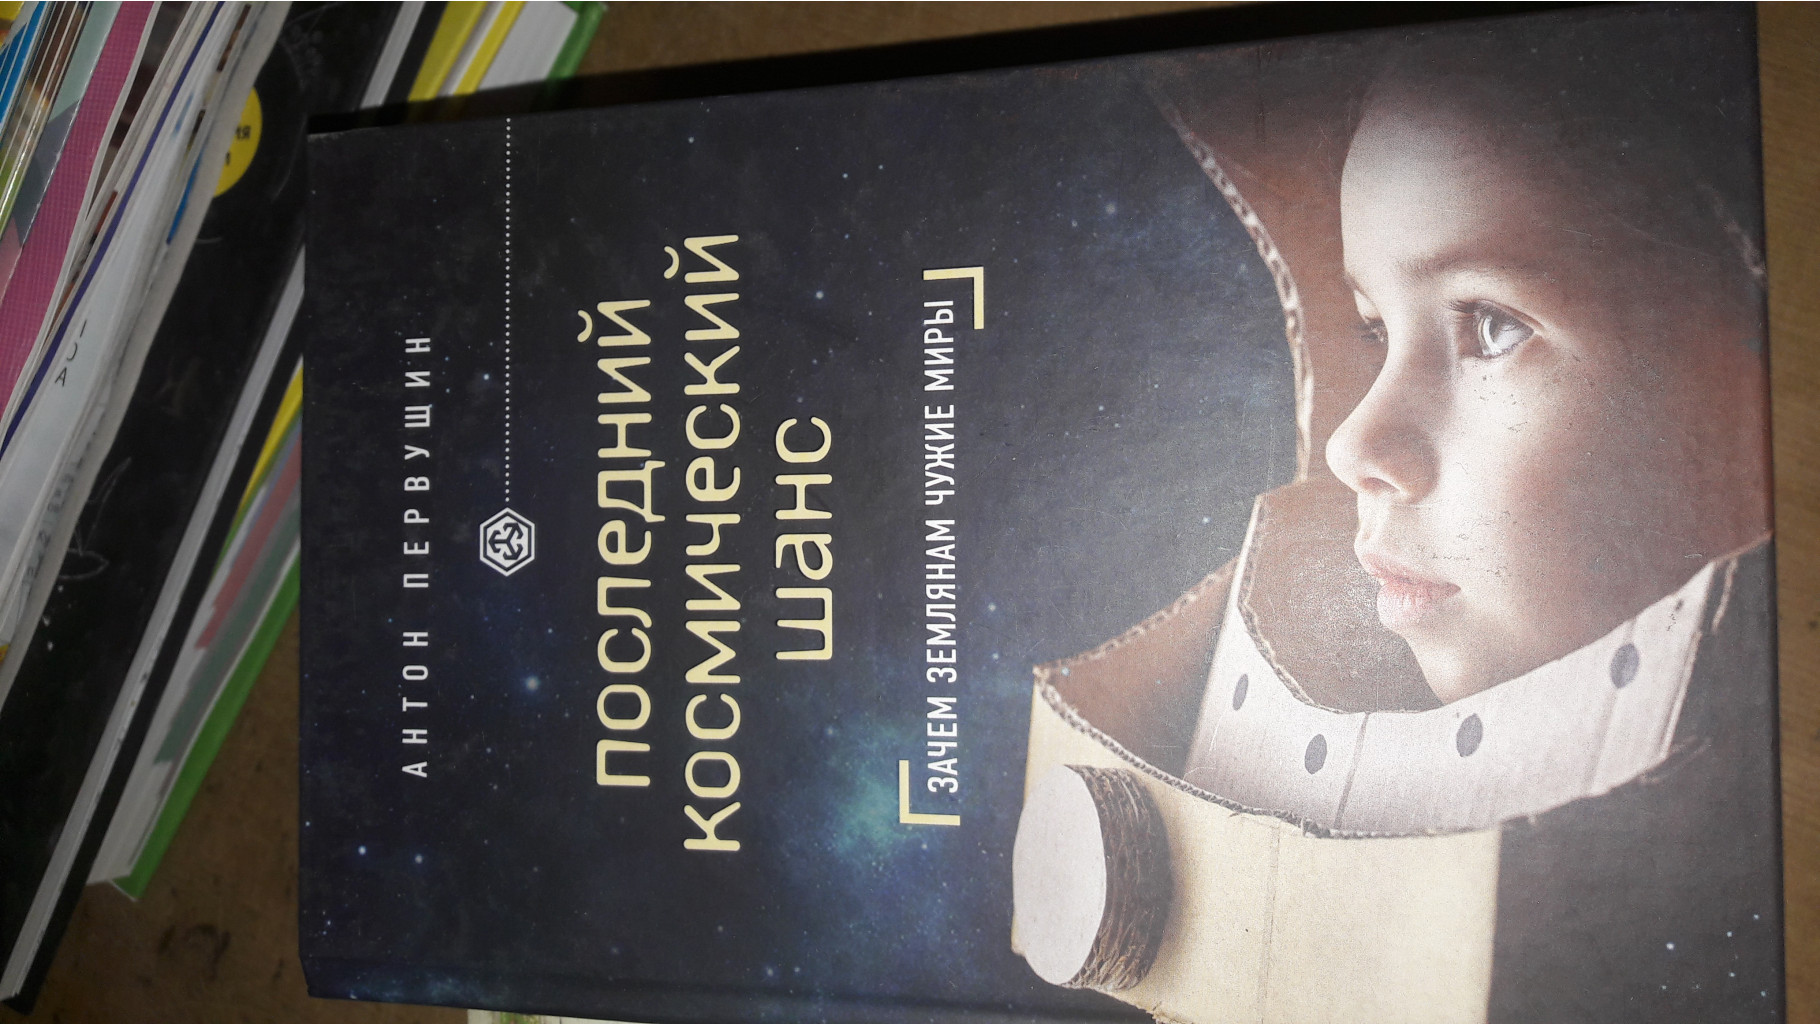 АНТОН ПЕРВУШИН
ПОСЛЕДНИЙ
КОСМИЧЕСКИЙ
ШАНС
ЗАЧЕМ ЗЕМЛЯНАМ ЧУЖИЕ МИРЫ